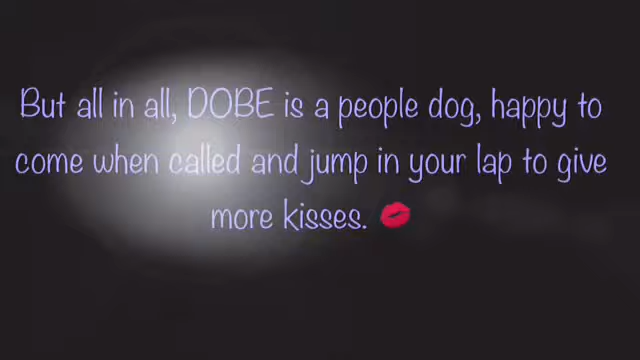 But all in all, DOBE is a people dog, happy to
come when called and jump in your lap to give
more kisses. 💋